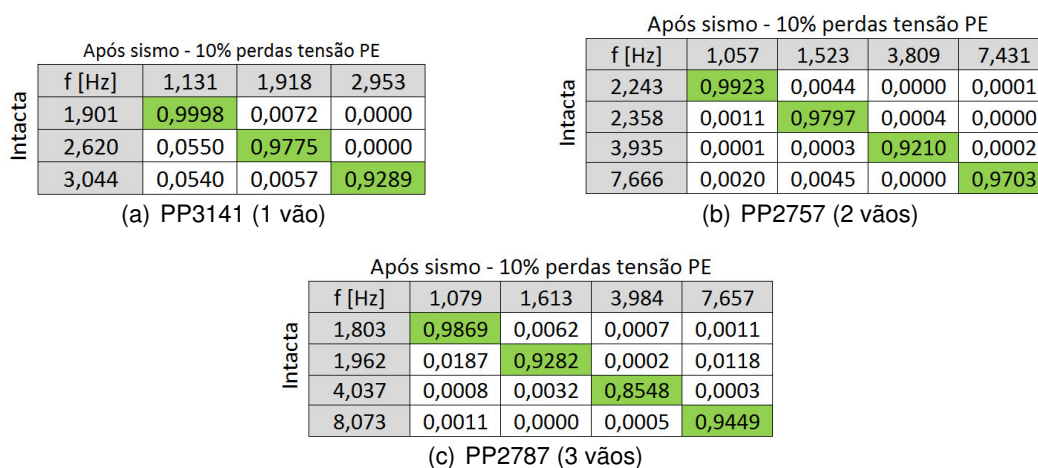 Após sismo - 10% perdas tensão PE
Intacta
f [Hz] 1,131 1,918 2,953
1,901 0,9998 0,0072 0,0000
2,620 0,0550 0,9775 0,0000
3,044 0,0540 0,0057 0,9289
(a) PP3141 (1 vão)
Após sismo - 10% perdas tensão PE
Intacta
f [Hz] 1,057 1,523 3,809 7,431
2,243 0,9923 0,0044 0,0000 0,0001
2,358 0,0011 0,9797 0,0004 0,0000
3,935 0,0001 0,0003 0,9210 0,0002
7,666 0,0020 0,0045 0,0000 0,9703
(b) PP2757 (2 vãos)
Após sismo - 10% perdas tensão PE
Intacta
f [Hz] 1,079 1,613 3,984 7,657
1,803 0,9869 0,0062 0,0007 0,0011
1,962 0,0187 0,9282 0,0002 0,0118
4,037 0,0008 0,0032 0,8548 0,0003
8,073 0,0011 0,0000 0,0005 0,9449
(c) PP2787 (3 vãos)